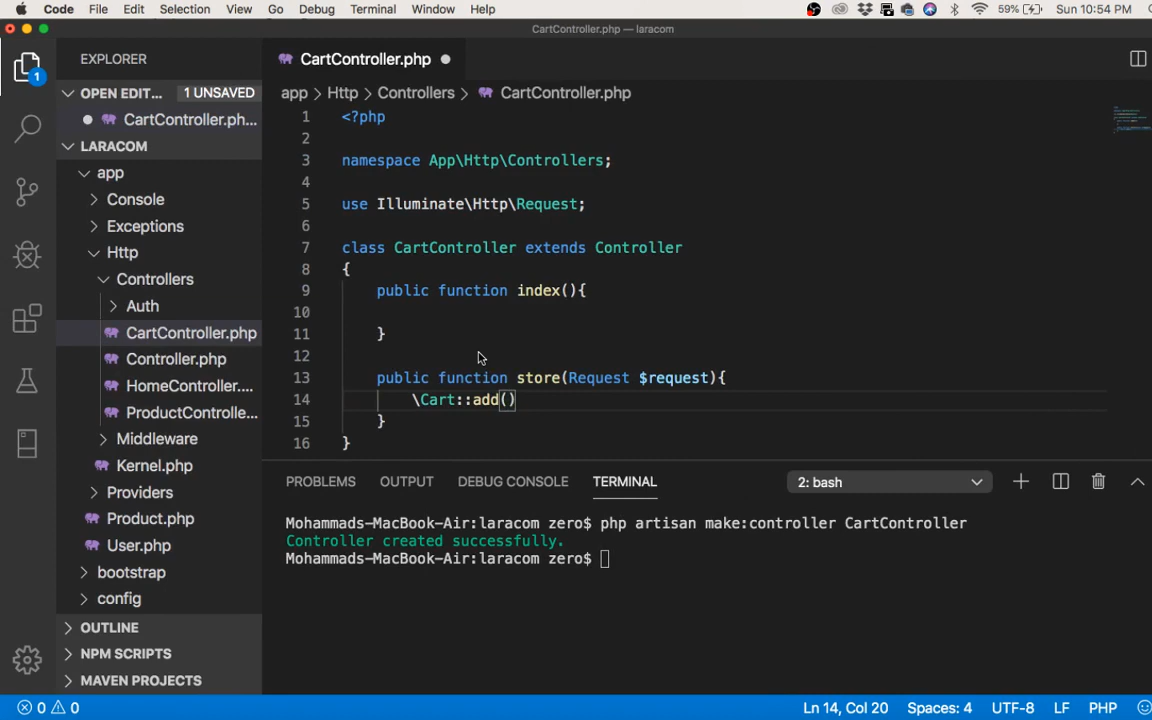 Code File Edit Selection View Go Debug Terminal Window Help 59% Sun 10:54 PM
CartController.php — laracom
EXPLORER
CartController.php
OPEN EDIT... 1 UNSAVED
app > Http > Controllers > CartController.php
CartController.ph...
LARACOM
app
Console
Exceptions
Http
Controllers
Auth
CartController.php
Controller.php
HomeController....
ProductControlle...
Middleware
Kernel.php
Providers
Product.php
User.php
bootstrap
config
OUTLINE
NPM SCRIPTS
MAVEN PROJECTS
1
1 <?php
2
3 namespace App\Http\Controllers;
4
5 use Illuminate\Http\Request;
6
7 class CartController extends Controller
8 {
9 public function index(){
10
11 }
12
13 public function store(Request $request){
14 \Cart::add()
15 }
16 }
PROBLEMS OUTPUT DEBUG CONSOLE TERMINAL 2: bash
Mohammads-MacBook-Air:laracom zero$ php artisan make:controller CartController
Controller created successfully.
Mohammads-MacBook-Air:laracom zero$
0 0 Ln 14, Col 20 Spaces: 4 UTF-8 LF PHP